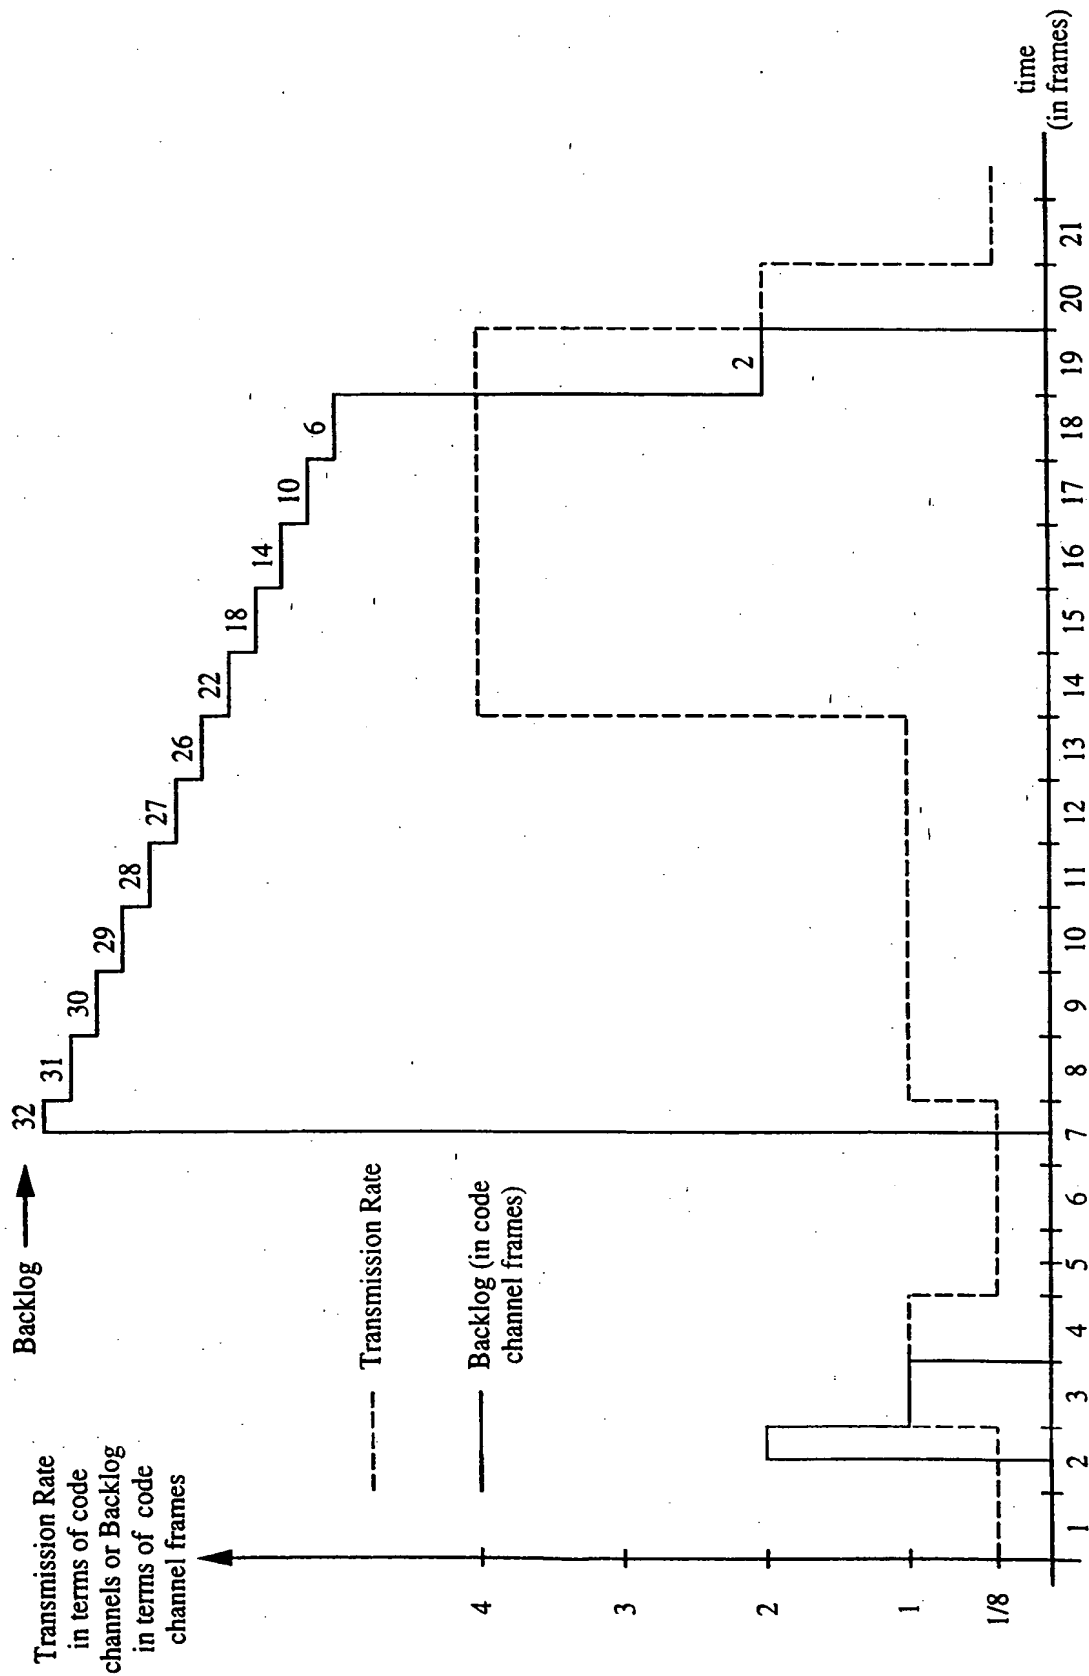 Transmission Rate
in terms of code
channels or Backlog
in terms of code
channel frames
Backlog
32
31
30
29
28
27
26
22
18
14
10
6
2
Transmission Rate
Backlog (in code
channel frames)
4
3
2
1
1/8
1 2 3 4 5 6 7 8 9 10 11 12 13 14 15 16 17 18 19 20 21
time
(in frames)